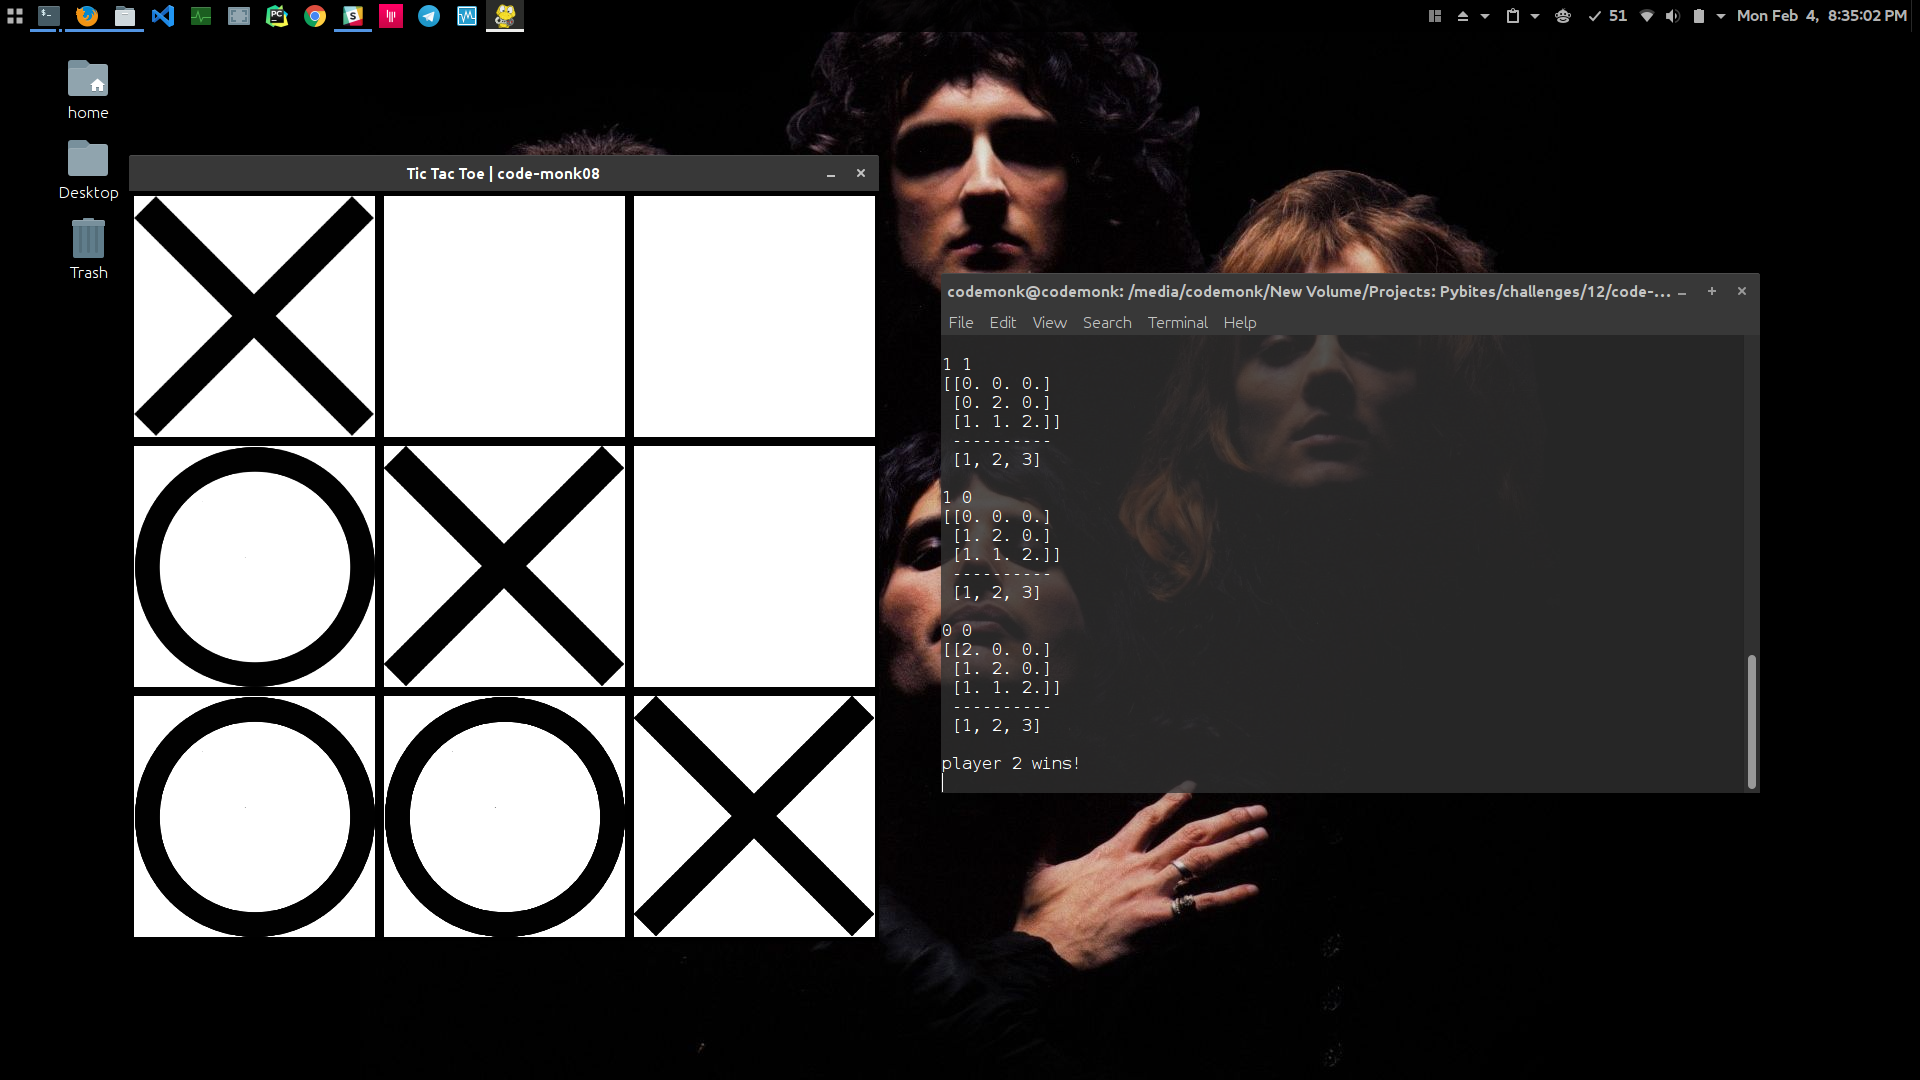 51
Mon Feb 4, 8:35:02 PM
home
Desktop
Trash
Tic Tac Toe | code-monk08
codemonk@codemonk: /media/codemonk/New Volume/Projects: Pybites/challenges/12/code-...
File Edit View Search Terminal Help
1 1
[[0. 0. 0.]
[0. 2. 0.]
[1. 1. 2.]]
----------
[1, 2, 3]
1 0
[[0. 0. 0.]
[1. 2. 0.]
[1. 1. 2.]]
----------
[1, 2, 3]
0 0
[[2. 0. 0.]
[1. 2. 0.]
[1. 1. 2.]]
----------
[1, 2, 3]
player 2 wins!